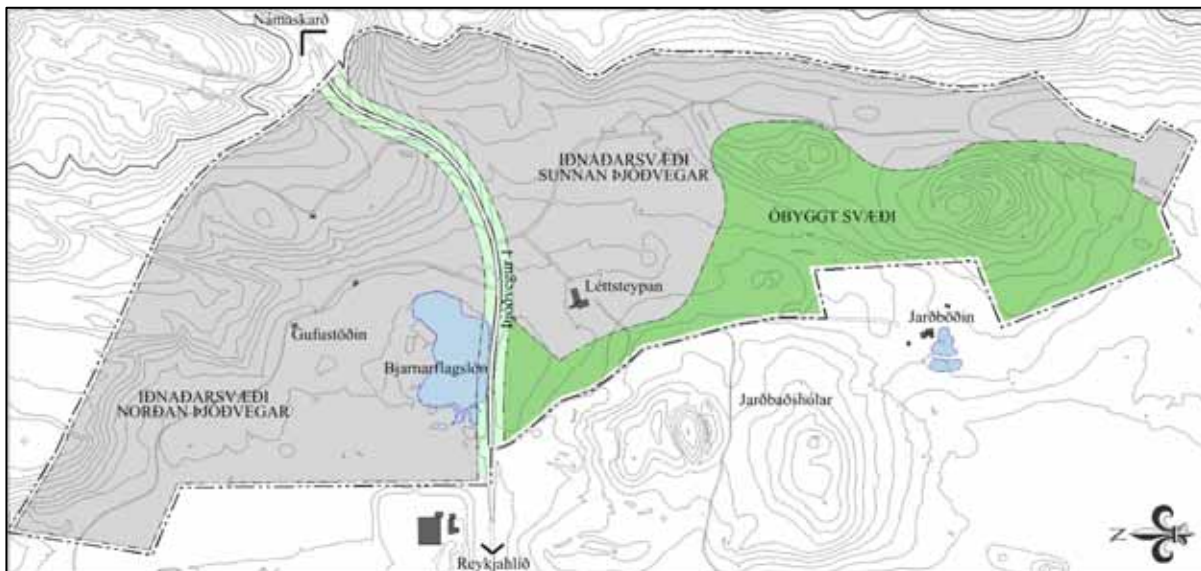 Námaskarð
IÐNAÐARSVÆÐI
SUNNAN ÞJÓÐVEGAR
ÓBYGGT SVÆÐI
Þjóðvegur 1
Léttsteypan
Gufustöðin
Bjarnarflagslón
Jarðböðin
IÐNAÐARSVÆÐI
NORÐAN ÞJÓÐVEGAR
Jarðbaðshólar
Reykjahlíð
N